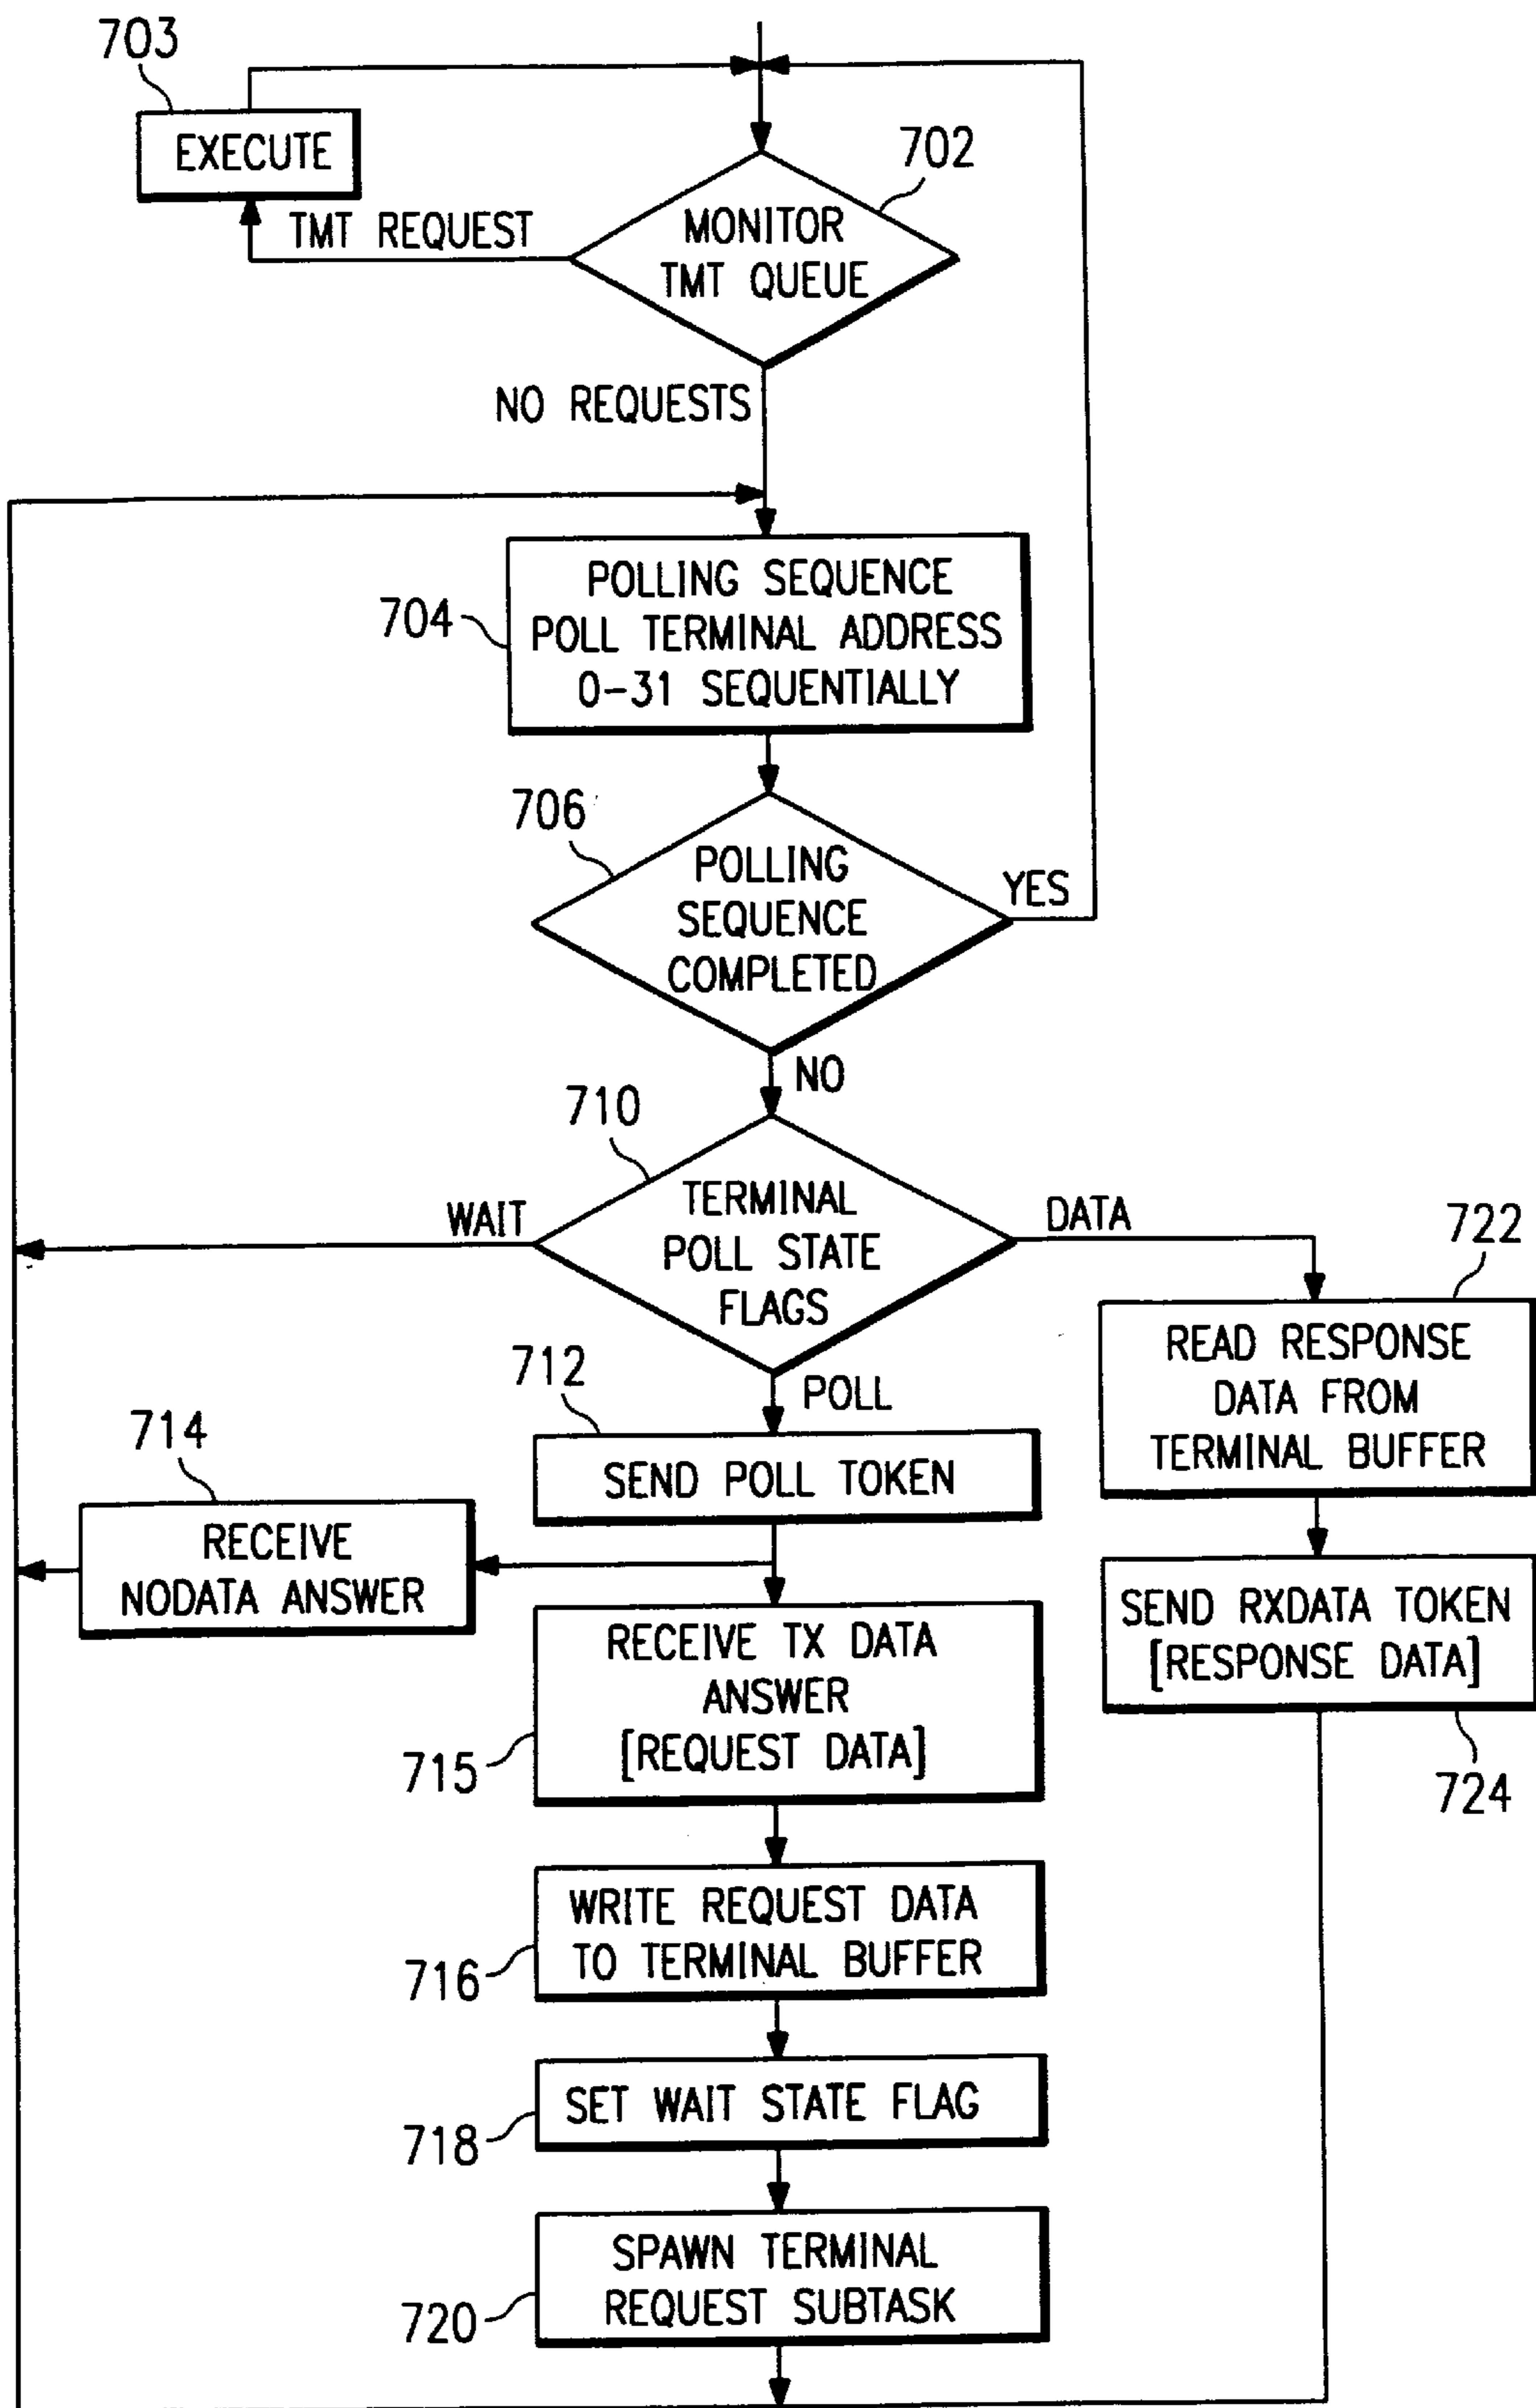 703
EXECUTE
702
TMT REQUEST
MONITOR
TMT QUEUE
NO REQUESTS
704
POLLING SEQUENCE
POLL TERMINAL ADDRESS
0-31 SEQUENTIALLY
706
POLLING
SEQUENCE
COMPLETED
YES
NO
710
WAIT
TERMINAL
POLL STATE
FLAGS
DATA
722
READ RESPONSE
DATA FROM
TERMINAL BUFFER
712
POLL
SEND POLL TOKEN
714
RECEIVE
NODATA ANSWER
SEND RXDATA TOKEN
[RESPONSE DATA]
724
RECEIVE TX DATA
ANSWER
[REQUEST DATA]
715
WRITE REQUEST DATA
TO TERMINAL BUFFER
716
SET WAIT STATE FLAG
718
SPAWN TERMINAL
REQUEST SUBTASK
720